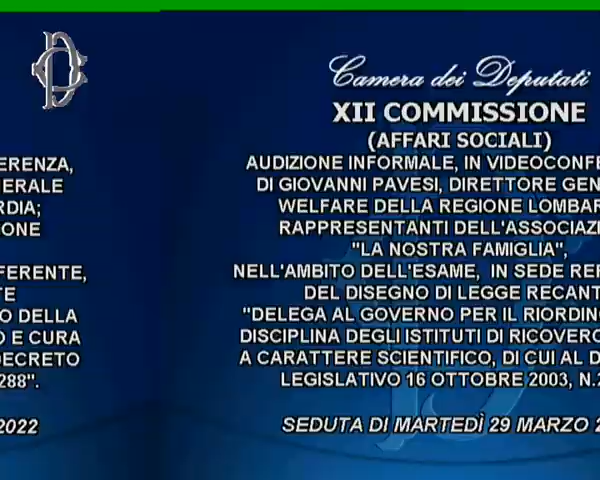 ERENZA,
IERALE
RDIA;
IONE
FERENTE,
TE
O DELLA
O E CURA
DECRETO
288".
2022
Camera dei Deputati
XII COMMISSIONE
(AFFARI SOCIALI)
AUDIZIONE INFORMALE, IN VIDEOCONFE
DI GIOVANNI PAVESI, DIRETTORE GEN
WELFARE DELLA REGIONE LOMBAR
RAPPRESENTANTI DELL'ASSOCIAZI
"LA NOSTRA FAMIGLIA",
NELL'AMBITO DELL'ESAME, IN SEDE REF
DEL DISEGNO DI LEGGE RECANT
"DELEGA AL GOVERNO PER IL RIORDINO
DISCIPLINA DEGLI ISTITUTI DI RICOVERO
A CARATTERE SCIENTIFICO, DI CUI AL D
LEGISLATIVO 16 OTTOBRE 2003, N.2
SEDUTA DI MARTEDÌ 29 MARZO 2